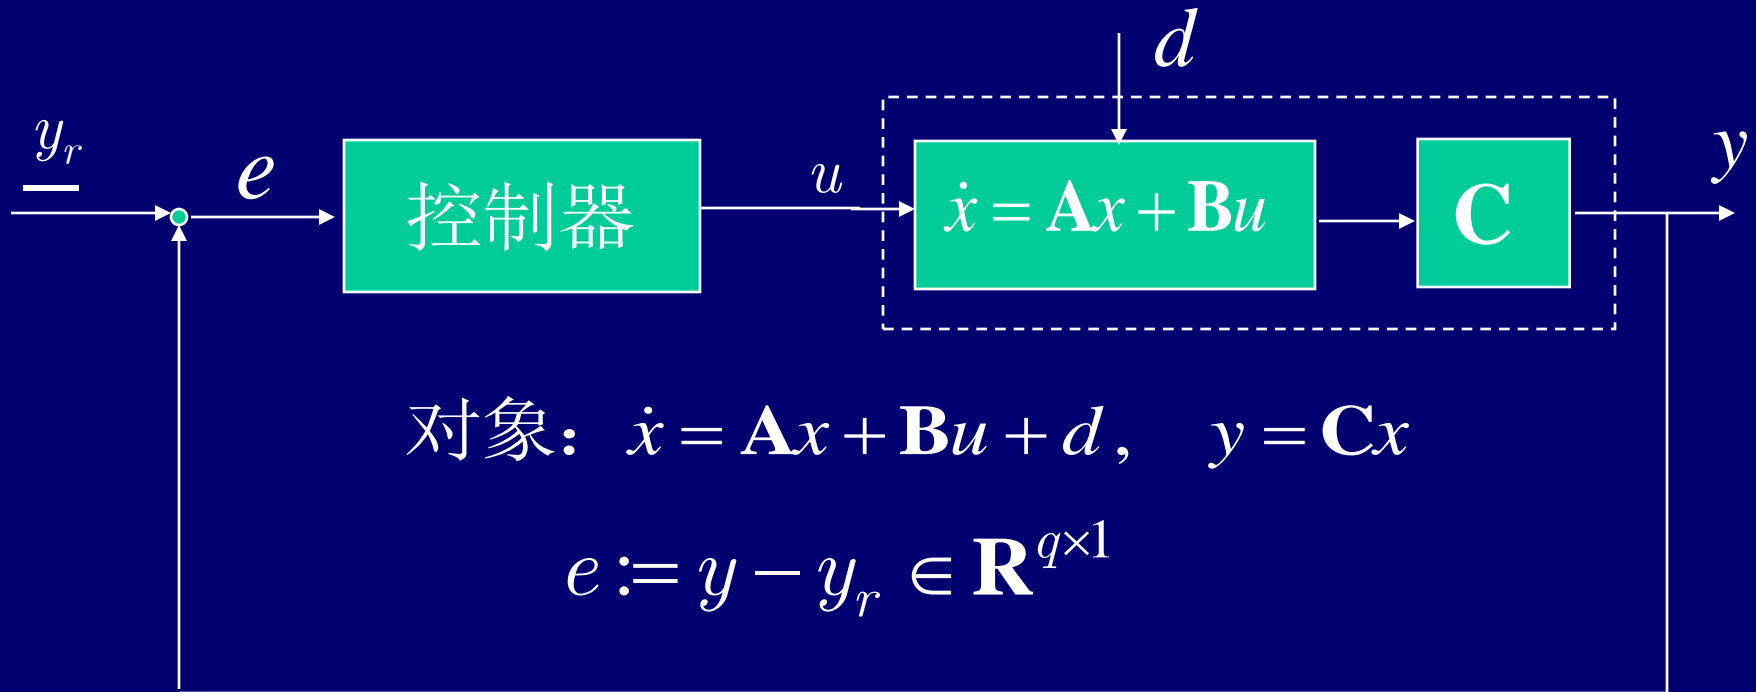 d
y_r
e
控制器
u
ẋ = Ax + Bu
C
y
对象：ẋ = Ax + Bu + d， y = Cx
e := y − y_r ∈ R^{q×1}